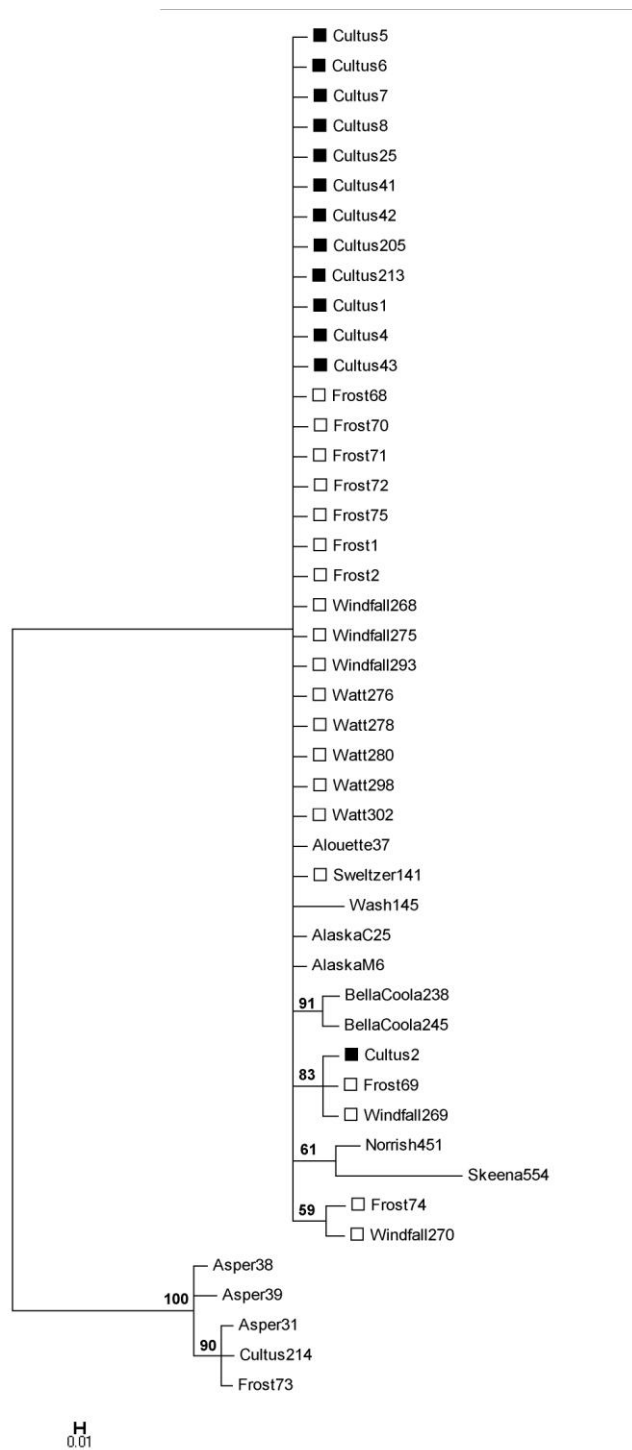 Cultus5
Cultus6
Cultus7
Cultus8
Cultus25
Cultus41
Cultus42
Cultus205
Cultus213
Cultus1
Cultus4
Cultus43
Frost68
Frost70
Frost71
Frost72
Frost75
Frost1
Frost2
Windfall268
Windfall275
Windfall293
Watt276
Watt278
Watt280
Watt298
Watt302
Alouette37
Sweltzer141
Wash145
AlaskaC25
AlaskaM6
BellaCoola238
91
BellaCoola245
Cultus2
83
Frost69
Windfall269
Norrish451
61
Skeena554
Frost74
59
Windfall270
Asper38
Asper39
100
Asper31
90
Cultus214
Frost73
0.01